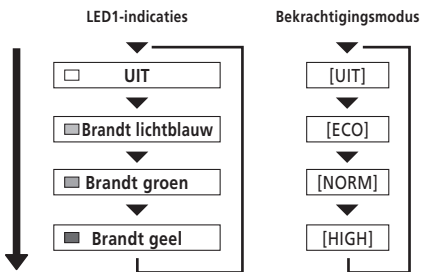 LED1-indicaties Bekrachtigingsmodus
UIT [UIT]
Brandt lichtblauw [ECO]
Brandt groen [NORM]
Brandt geel [HIGH]